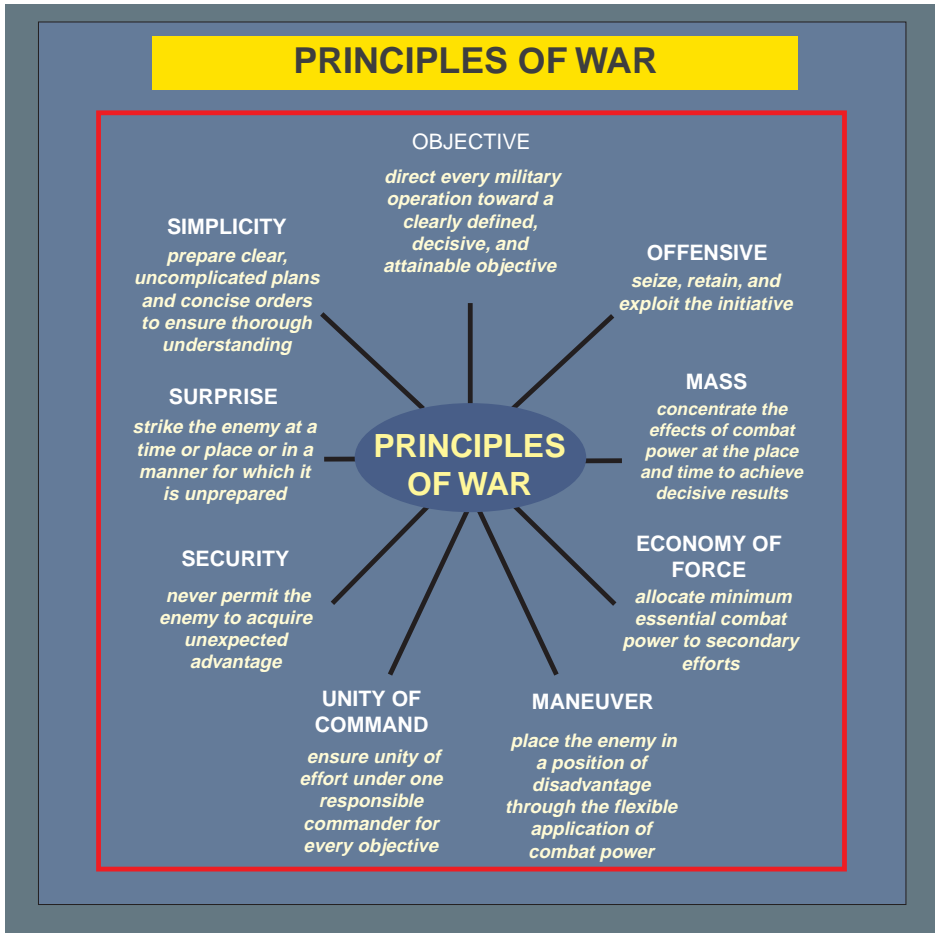 PRINCIPLES OF WAR
OBJECTIVE
direct every military
operation toward a
clearly defined,
decisive, and
attainable objective
OFFENSIVE
seize, retain, and
exploit the initiative
MASS
concentrate the
effects of combat
power at the place
and time to achieve
decisive results
ECONOMY OF
FORCE
allocate minimum
essential combat
power to secondary
efforts
MANEUVER
place the enemy in
a position of
disadvantage
through the flexible
application of
combat power
UNITY OF
COMMAND
ensure unity of
effort under one
responsible
commander for
every objective
SECURITY
never permit the
enemy to acquire
unexpected
advantage
SURPRISE
strike the enemy at a
time or place or in a
manner for which it
is unprepared
SIMPLICITY
prepare clear,
uncomplicated plans
and concise orders
to ensure thorough
understanding
PRINCIPLES
OF WAR